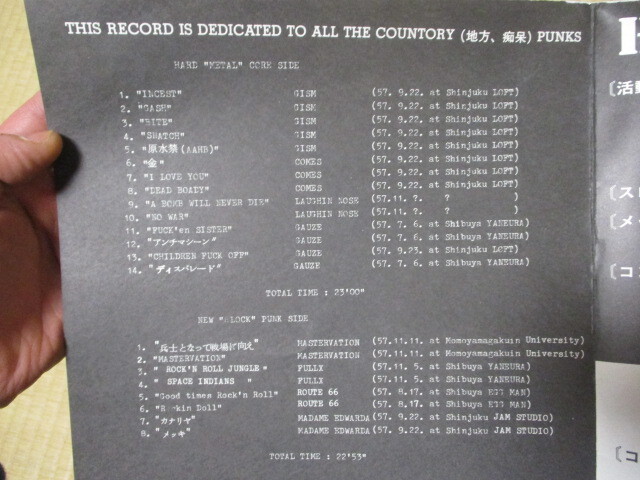 THIS RECORD IS DEDICATED TO ALL THE COUNTORY (地方、痴呆) PUNKS
HARD "METAL" CORE SIDE
1. "INCEST" GISM (57. 9.22. at Shinjuku LOFT)
2. "GASH" GISM (57. 9.22. at Shinjuku LOFT)
3. "BITE" GISM (57. 9.22. at Shinjuku LOFT)
4. "SNATCH" GISM (57. 9.22. at Shinjuku LOFT)
5. "原水禁 (AAHB)" GISM (57. 9.22. at Shinjuku LOFT)
6. "金" COMES (57. 9.22. at Shinjuku LOFT)
7. "I LOVE YOU" COMES (57. 9.22. at Shinjuku LOFT)
8. "DEAD BOADY" COMES (57. 9.22. at Shinjuku LOFT)
9. "A BOMB WILL NEVER DIE" LAUGHIN NOSE (57.11. ?. ? )
10. "NO WAR" LAUGHIN NOSE (57.11. ?. ? )
11. "FUCK'en SISTER" GAUZE (57. 7. 6. at Shibuya YANEURA)
12. "アンチマシーン" GAUZE (57. 7. 6. at Shibuya YANEURA)
13. "CHILDREN FUCK OFF" GAUZE (57. 9.23. at Shinjuku LOFT)
14. "ディスパレード" GAUZE (57. 7. 6. at Shibuya YANEURA)
TOTAL TIME : 23'00"
NEW "CLOCK" PUNK SIDE
1. "兵士となって戦場に向え" MASTERVATION (57.11.11. at Momoyamagakuin University)
2. "MASTERVATION" MASTERVATION (57.11.11. at Momoyamagakuin University)
3. " ROCK'N ROLL JUNGLE " FULLX (57.11. 5. at Shibuya YANEURA)
4. " SPACE INDIANS " FULLX (57.11. 5. at Shibuya YANEURA)
5. "Good times Rock'n Roll" ROUTE 66 (57. 8.17. at Shibuya EGG MAN)
6. "Rockin Doll" ROUTE 66 (57. 8.17. at Shibuya EGG MAN)
7. "カナリヤ" MADAME EDWARDA (57. 9.22. at Shinjuku JAM STUDIO)
8. "メッキ" MADAME EDWARDA (57. 9.22. at Shinjuku JAM STUDIO)
TOTAL TIME : 22'53"
〔活
〔ス
〔メ
〔コ
〔コ